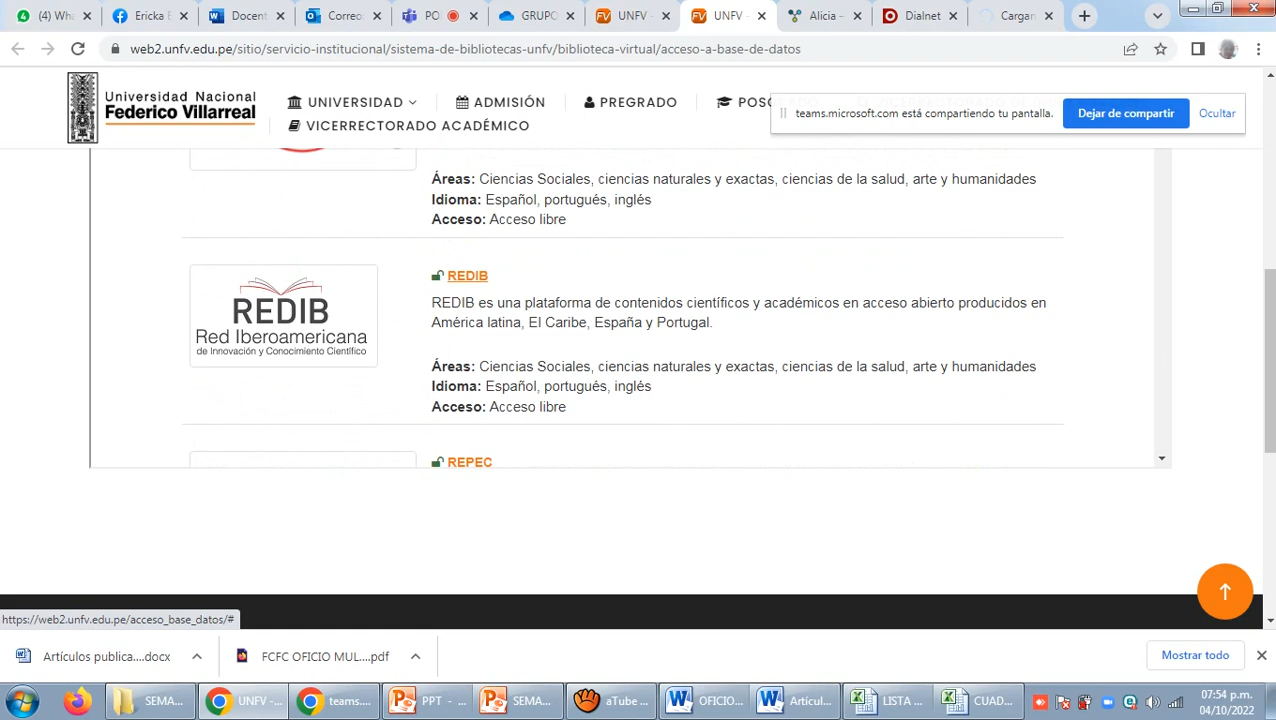 (4) Wha
Ericka E
Docent
Correo
PO
GRUP
UNFV
UNFV -
Alicia –
Dialnet
Cargan
web2.unfv.edu.pe/sitio/servicio-institucional/sistema-de-bibliotecas-unfv/biblioteca-virtual/acceso-a-base-de-datos
Universidad Nacional
Federico Villarreal
UNIVERSIDAD
ADMISIÓN
PREGRADO
VICERRECTORADO ACADÉMICO
teams.microsoft.com está compartiendo tu pantalla.
Dejar de compartir
Ocultar
Áreas: Ciencias Sociales, ciencias naturales y exactas, ciencias de la salud, arte y humanidades
Idioma: Español, portugués, inglés
Acceso: Acceso libre
REDIB
Red Iberoamericana
de Innovación y Conocimiento Científico
REDIB
REDIB es una plataforma de contenidos científicos y académicos en acceso abierto producidos en
América latina, El Caribe, España y Portugal.
Áreas: Ciencias Sociales, ciencias naturales y exactas, ciencias de la salud, arte y humanidades
Idioma: Español, portugués, inglés
Acceso: Acceso libre
REPEC
https://web2.unfv.edu.pe/acceso_base_datos/#
Artículos publica....docx
FCFC OFICIO MUL....pdf
Mostrar todo
SEMA...
UNFV -...
teams....
PPT - ...
SEMA...
aTube ...
OFICIO...
Artícul...
LISTA ...
CUAD...
07:54 p.m.
04/10/2022